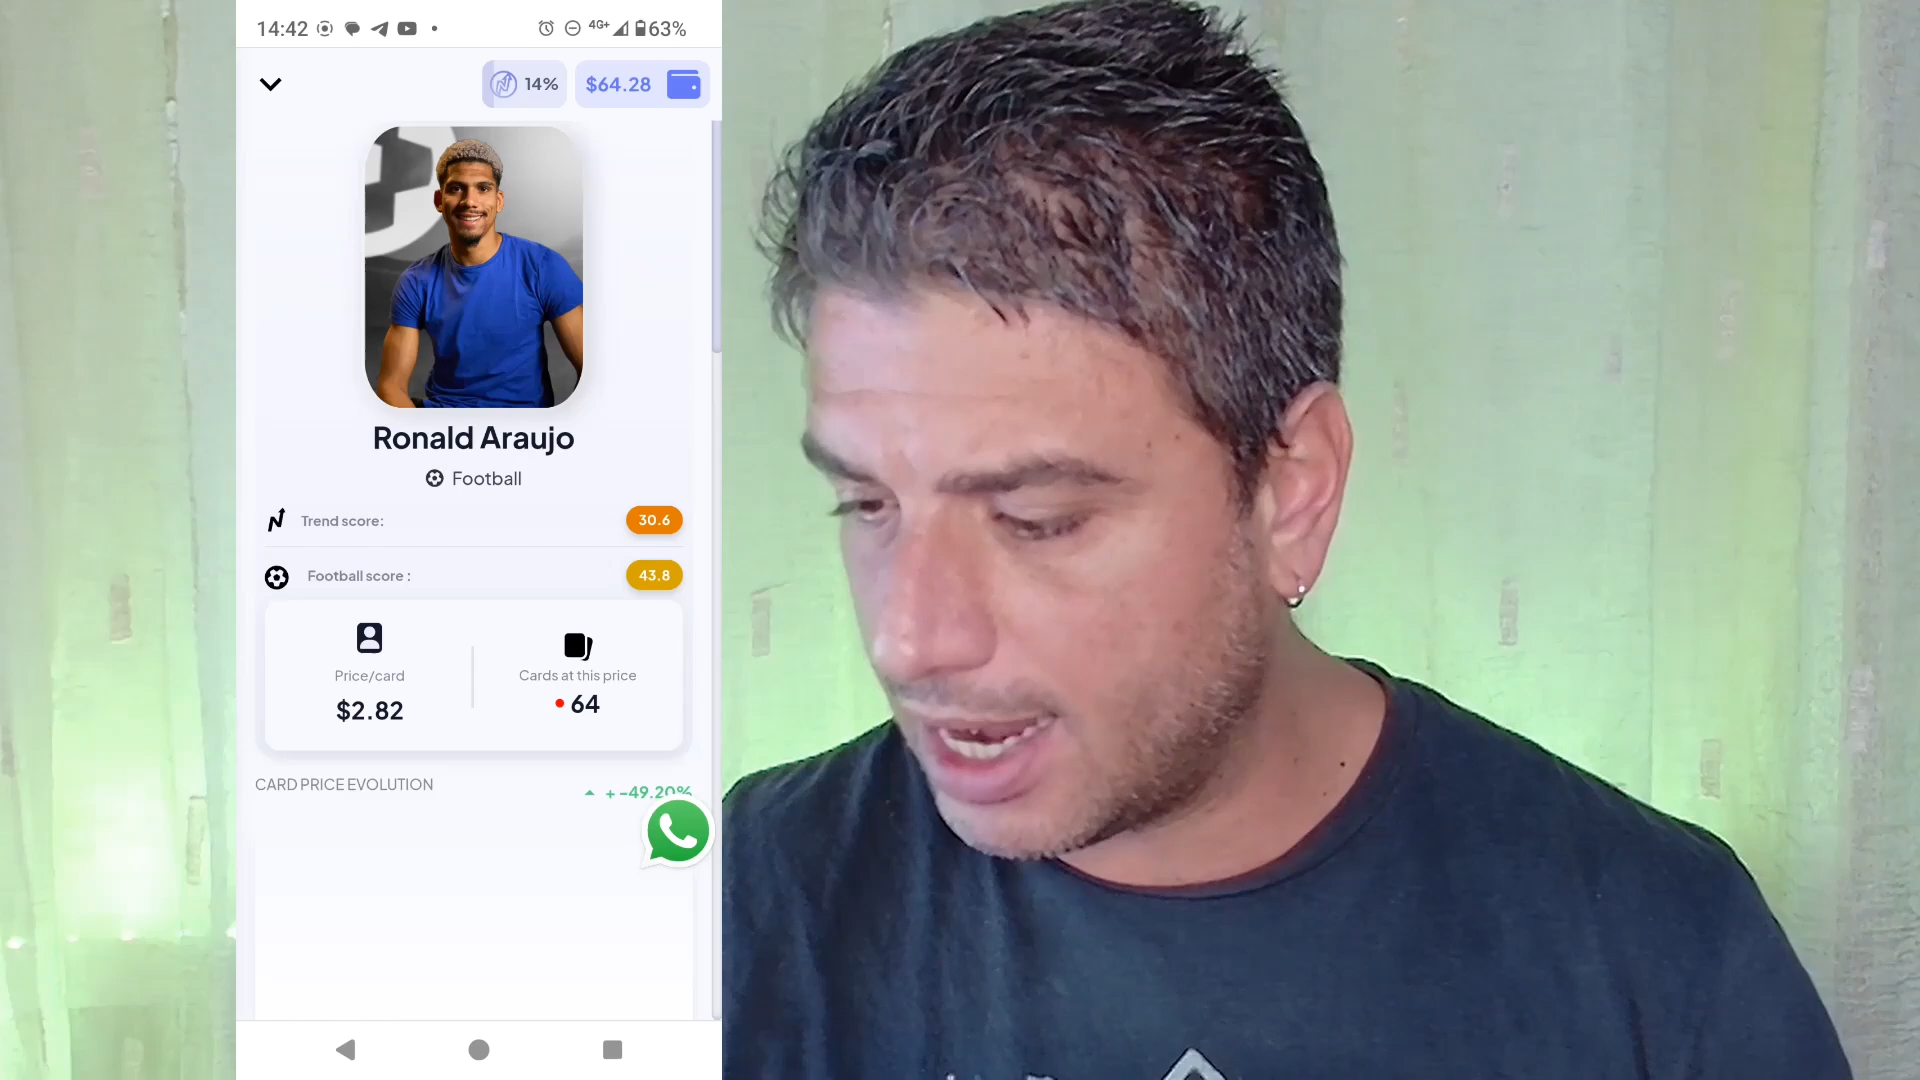 14:42
4G+
63%
14%
$64.28
Ronald Araujo
Football
Trend score:
30.6
Football score :
43.8
Price/card
$2.82
Cards at this price
64
CARD PRICE EVOLUTION
+ -49.20%